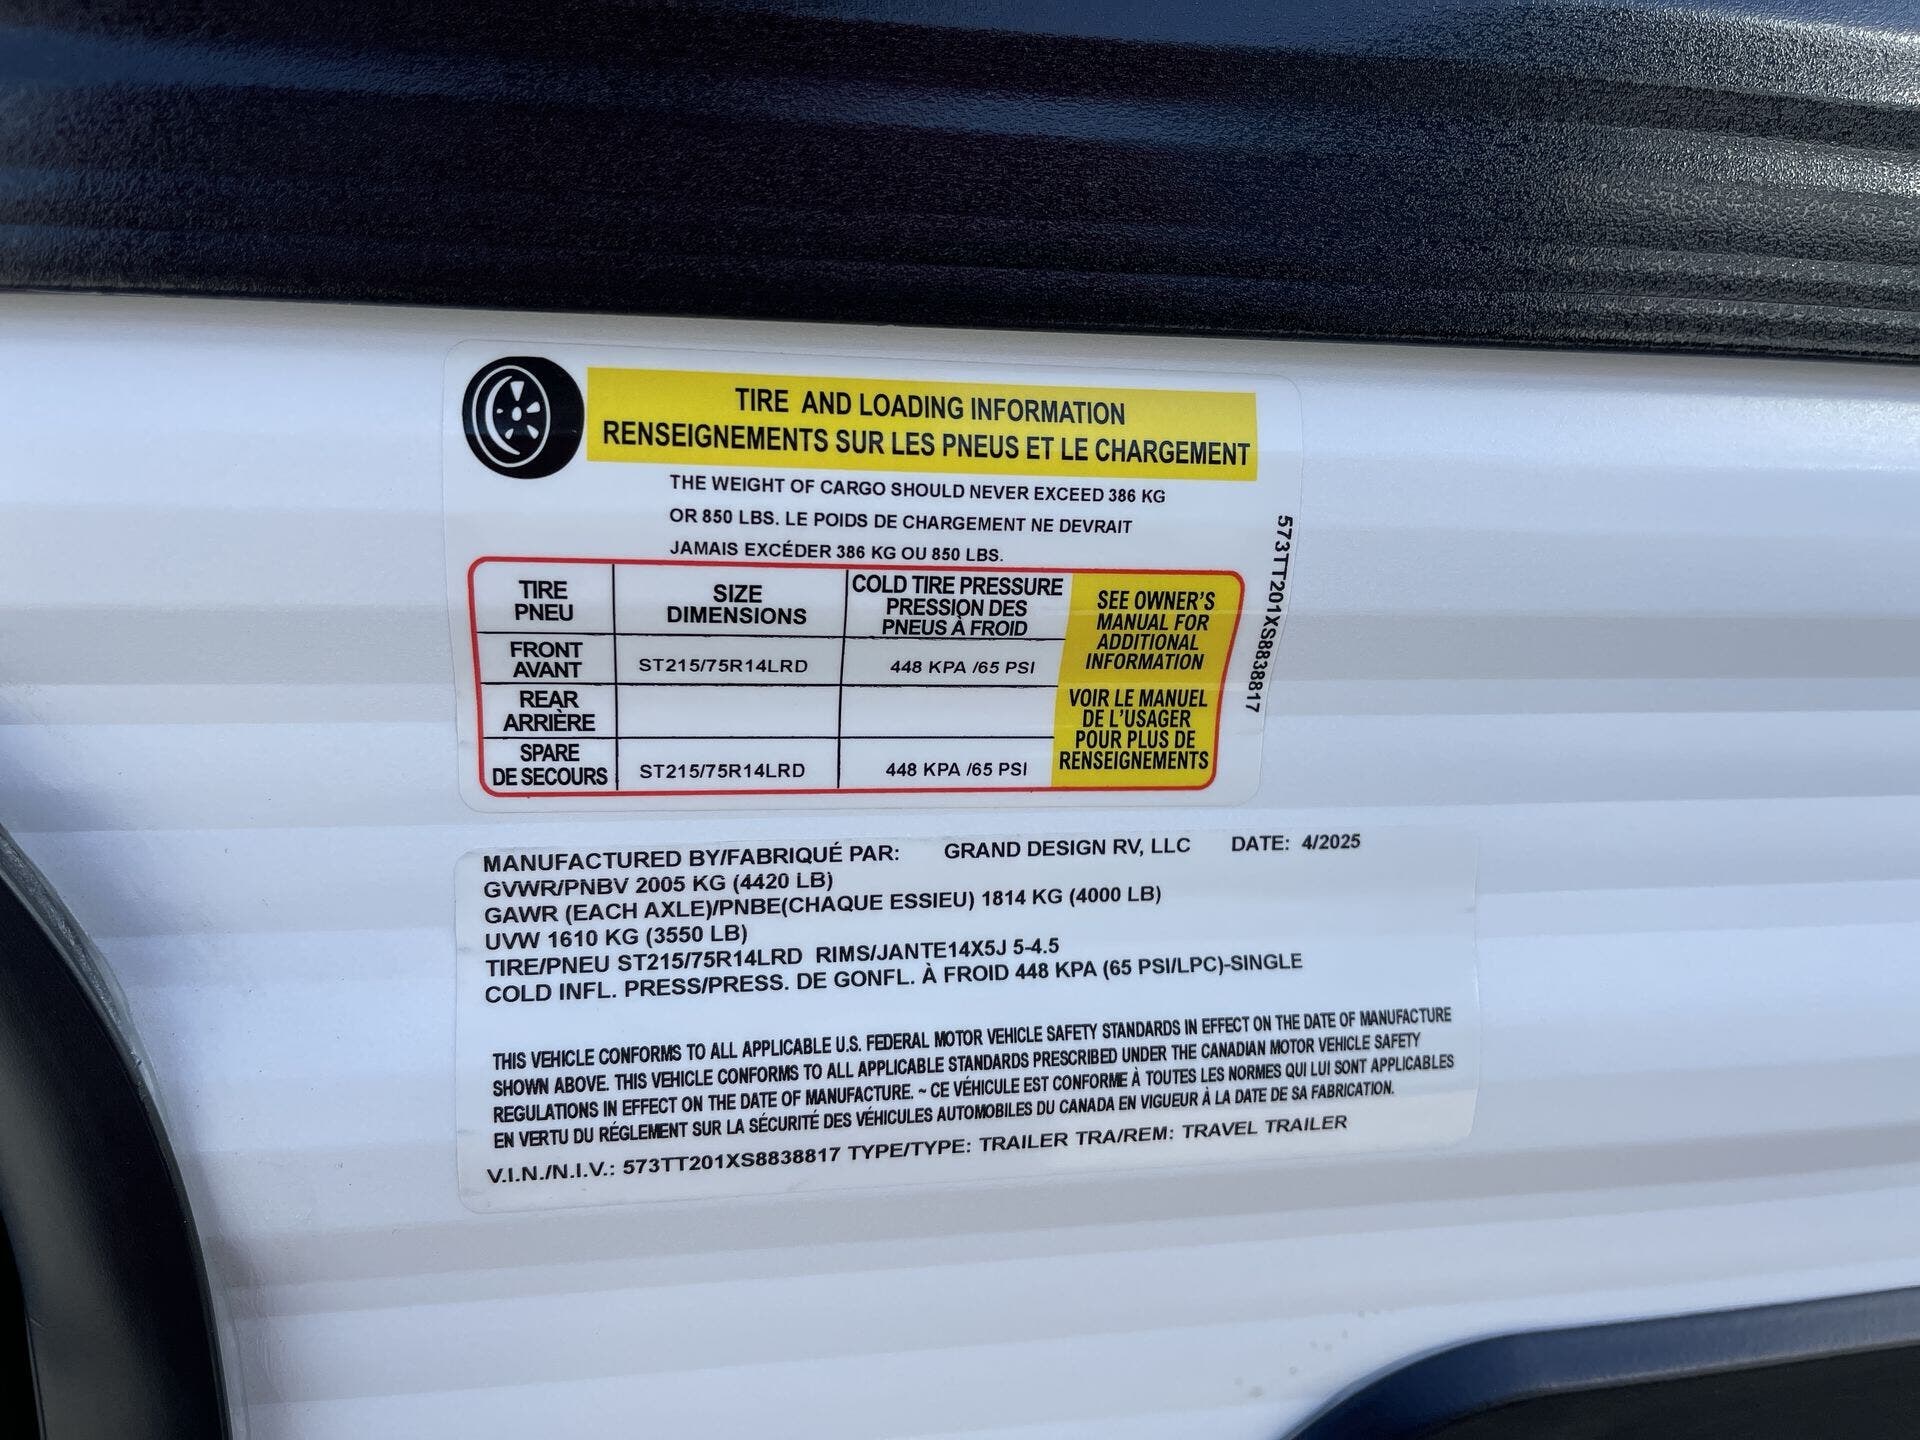 TIRE AND LOADING INFORMATION
RENSEIGNEMENTS SUR LES PNEUS ET LE CHARGEMENT
THE WEIGHT OF CARGO SHOULD NEVER EXCEED 386 KG
OR 850 LBS. LE POIDS DE CHARGEMENT NE DEVRAIT
JAMAIS EXCÉDER 386 KG OU 850 LBS.
TIRE
PNEU
SIZE
DIMENSIONS
COLD TIRE PRESSURE
PRESSION DES
PNEUS À FROID
FRONT
AVANT
ST215/75R14LRD
448 KPA /65 PSI
REAR
ARRIÈRE
SPARE
DE SECOURS
ST215/75R14LRD
448 KPA /65 PSI
SEE OWNER'S
MANUAL FOR
ADDITIONAL
INFORMATION
VOIR LE MANUEL
DE L'USAGER
POUR PLUS DE
RENSEIGNEMENTS
573TT201XS8838817
MANUFACTURED BY/FABRIQUÉ PAR: GRAND DESIGN RV, LLC DATE: 4/2025
GVWR/PNBV 2005 KG (4420 LB)
GAWR (EACH AXLE)/PNBE(CHAQUE ESSIEU) 1814 KG (4000 LB)
UVW 1610 KG (3550 LB)
TIRE/PNEU ST215/75R14LRD RIMS/JANTE14X5J 5-4.5
COLD INFL. PRESS/PRESS. DE GONFL. À FROID 448 KPA (65 PSI/LPC)-SINGLE
THIS VEHICLE CONFORMS TO ALL APPLICABLE U.S. FEDERAL MOTOR VEHICLE SAFETY STANDARDS IN EFFECT ON THE DATE OF MANUFACTURE
SHOWN ABOVE. THIS VEHICLE CONFORMS TO ALL APPLICABLE STANDARDS PRESCRIBED UNDER THE CANADIAN MOTOR VEHICLE SAFETY
REGULATIONS IN EFFECT ON THE DATE OF MANUFACTURE. ~ CE VÉHICULE EST CONFORME À TOUTES LES NORMES QUI LUI SONT APPLICABLES
EN VERTU DU RÉGLEMENT SUR LA SÉCURITÉ DES VÉHICULES AUTOMOBILES DU CANADA EN VIGUEUR À LA DATE DE SA FABRICATION.
V.I.N./N.I.V.: 573TT201XS8838817 TYPE/TYPE: TRAILER TRA/REM: TRAVEL TRAILER